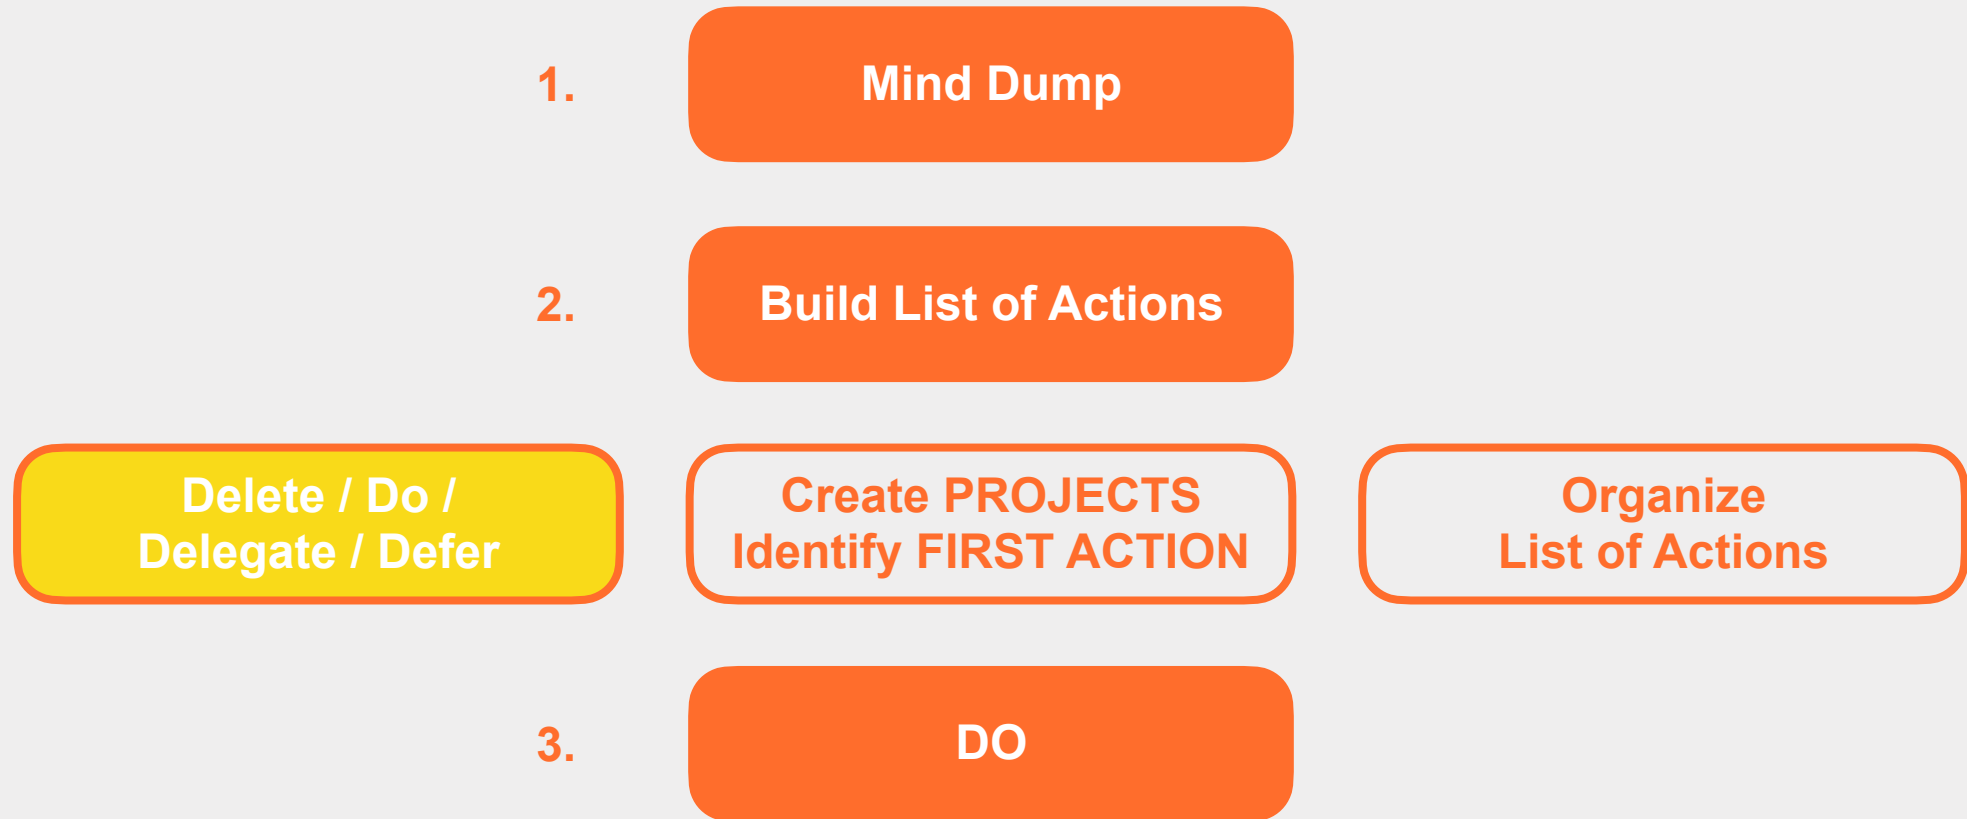 1.
Mind Dump
2.
Build List of Actions
Delete / Do /
Delegate / Defer
Create PROJECTS
Identify FIRST ACTION
Organize
List of Actions
3.
DO